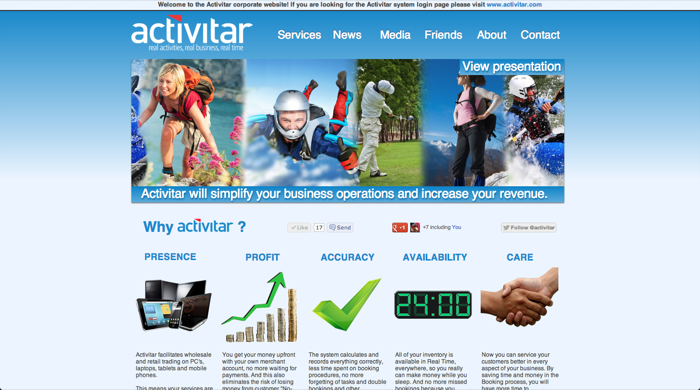 Welcome to the Activitar corporate website! If you are looking for the Activitar system login page please visit www.activitar.com
activitar
real activities, real business, real time
Services News Media Friends About Contact
View presentation
Activitar will simplify your business operations and increase your revenue.
Why activitar ?
Like 17 Send
+1 +7 including You
Follow @activitar
PRESENCE PROFIT ACCURACY AVAILABILITY CARE
24:00
Activitar facilitates wholesale
and retail trading on PC's,
laptops, tablets and mobile
phones.
This means your services are
You get your money upfront
with your own merchant
account, no more waiting for
payments. And this also
eliminates the risk of losing
money from customer "No-
The system calculates and
records everything correctly,
less time spent on
booking procedures, no more
forgetting of tasks and double
bookings and other
All of your inventory
is available in Real Time,
everywhere, so you really
can make money while you
sleep. And no more missed
bookings because you
Now you can service your
customers better in every
aspect of your business. By
saving time and money in the
Booking process, you will
have more time to